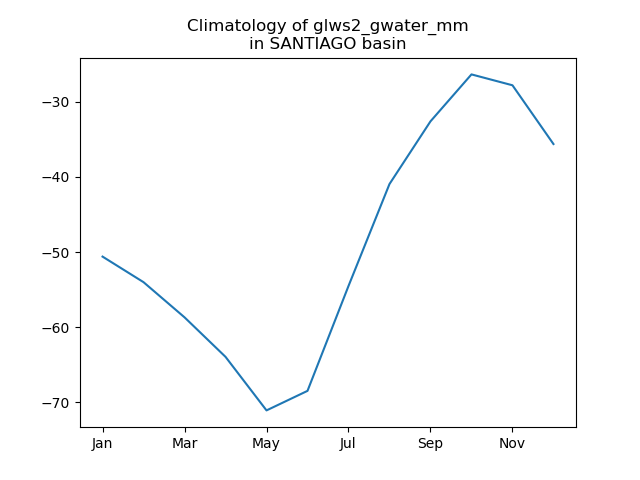 Climatology of glws2_gwater_mm
in SANTIAGO basin
−30
−40
−50
−60
−70
Jan
Mar
May
Jul
Sep
Nov